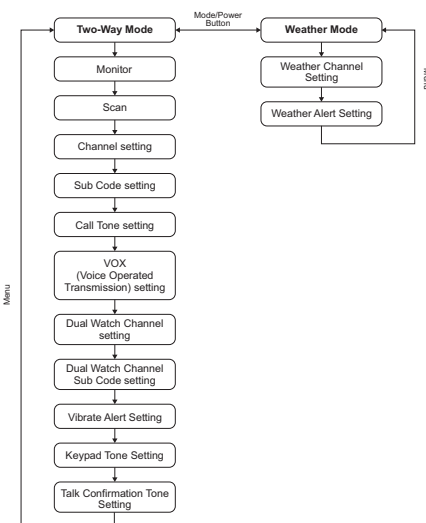 Mode/Power
Button
Two-Way Mode
Weather Mode
Monitor
Weather Channel
Setting
Scan
Weather Alert Setting
Channel setting
Sub Code setting
Call Tone setting
VOX
(Voice Operated
Transmission) setting
Menu
Dual Watch Channel
setting
Dual Watch Channel
Sub Code setting
Vibrate Alert Setting
Keypad Tone Setting
Talk Confirmation Tone
Setting